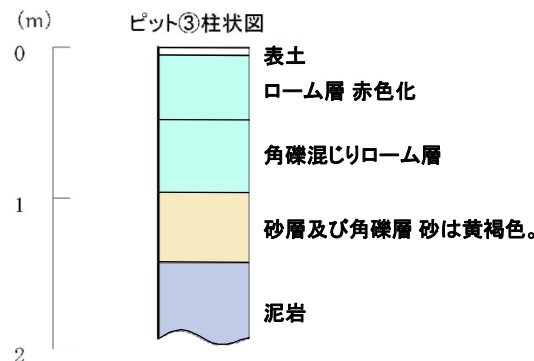 (m)
ピット③柱状図
0
表土
ローム層 赤色化
角礫混じりローム層
1
砂層及び角礫層 砂は黄褐色。
泥岩
2